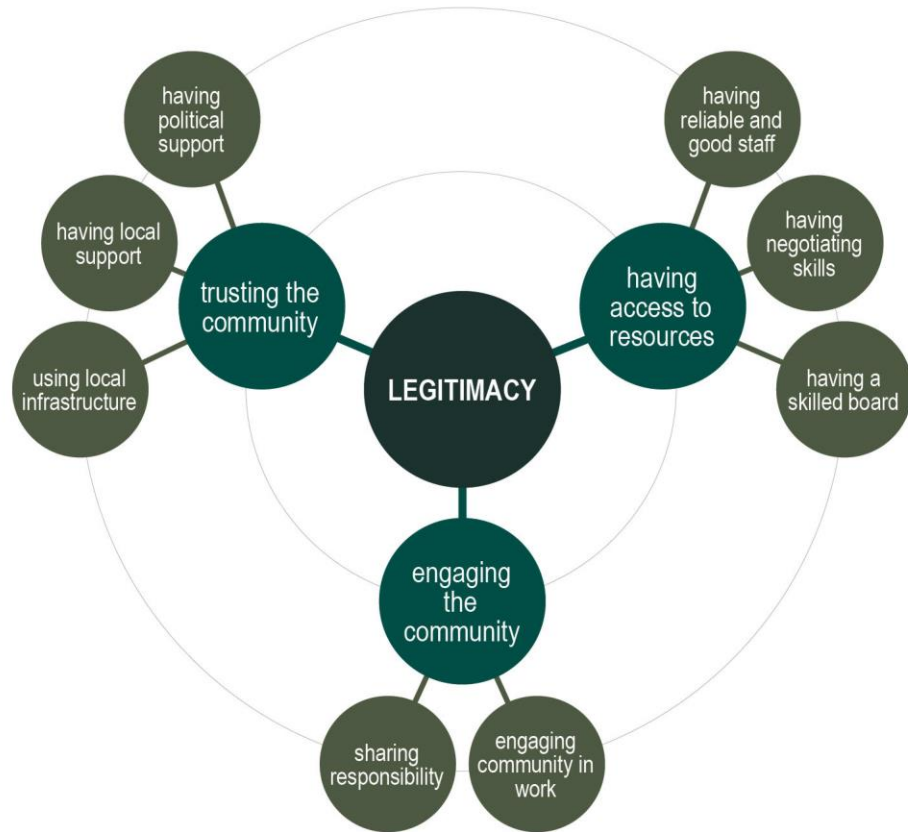 having
political
support
having local
support
using local
infrastructure
trusting the
community
LEGITIMACY
having
access to
resources
having
reliable and
good staff
having
negotiating
skills
having a
skilled board
engaging
the
community
sharing
responsibility
engaging
community in
work